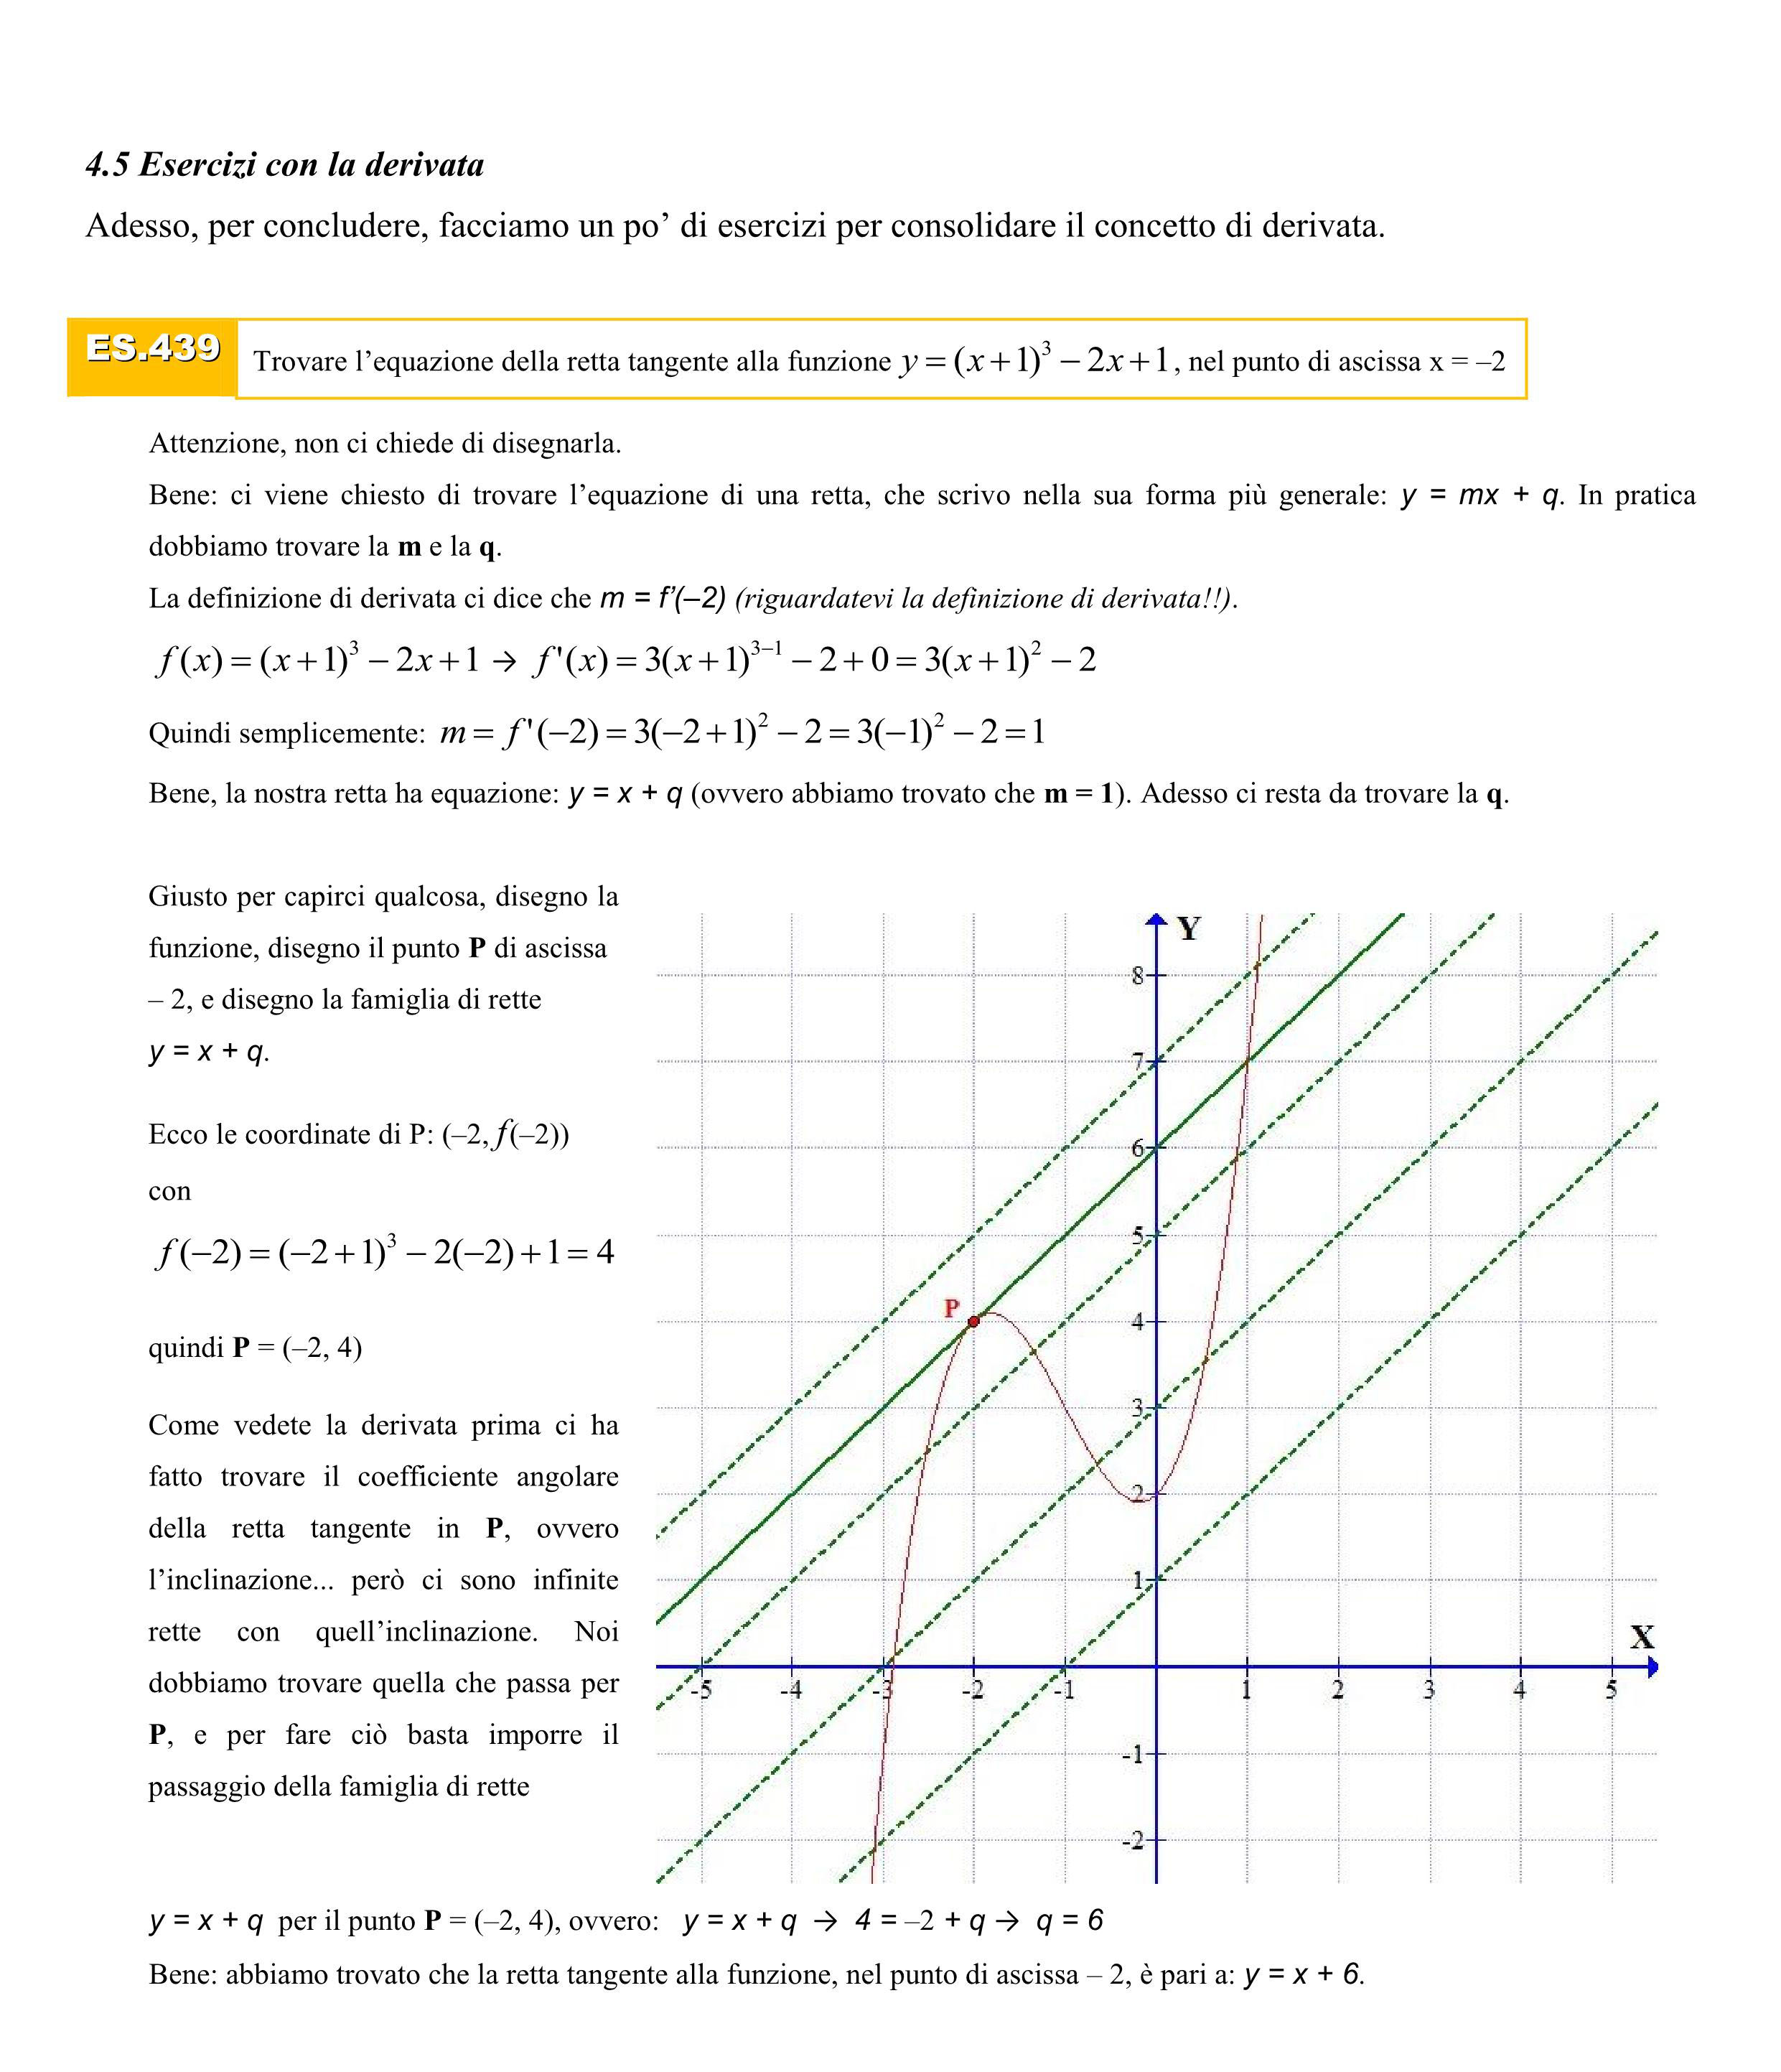 4.5 Esercizi con la derivata
Adesso, per concludere, facciamo un po’ di esercizi per consolidare il concetto di derivata.
ES.439
Trovare l’equazione della retta tangente alla funzione y = (x+1)³ − 2x+1, nel punto di ascissa x = –2
Attenzione, non ci chiede di disegnarla.
Bene: ci viene chiesto di trovare l’equazione di una retta, che scrivo nella sua forma più generale: y = mx + q. In pratica
dobbiamo trovare la m e la q.
La definizione di derivata ci dice che m = f’(–2) (riguardatevi la definizione di derivata!!).
f(x) = (x+1)³ − 2x+1 → f'(x) = 3(x+1)³⁻¹ − 2+0 = 3(x+1)² − 2
Quindi semplicemente: m = f'(−2) = 3(−2+1)² − 2 = 3(−1)² − 2 = 1
Bene, la nostra retta ha equazione: y = x + q (ovvero abbiamo trovato che m = 1). Adesso ci resta da trovare la q.
Giusto per capirci qualcosa, disegno la
funzione, disegno il punto P di ascissa
– 2, e disegno la famiglia di rette
y = x + q.
Ecco le coordinate di P: (–2, f(–2))
con
f(−2) = (−2+1)³ − 2(−2)+1 = 4
quindi P = (–2, 4)
Come vedete la derivata prima ci ha
fatto trovare il coefficiente angolare
della retta tangente in P, ovvero
l’inclinazione... però ci sono infinite
rette con quell’inclinazione. Noi
dobbiamo trovare quella che passa per
P, e per fare ciò basta imporre il
passaggio della famiglia di rette
Y
8
7
6
5
P
4
3
2
1
X
-5 -4 -3 -2 -1 1 2 3 4 5
-1
-2
y = x + q per il punto P = (–2, 4), ovvero: y = x + q → 4 = –2 + q → q = 6
Bene: abbiamo trovato che la retta tangente alla funzione, nel punto di ascissa – 2, è pari a: y = x + 6.